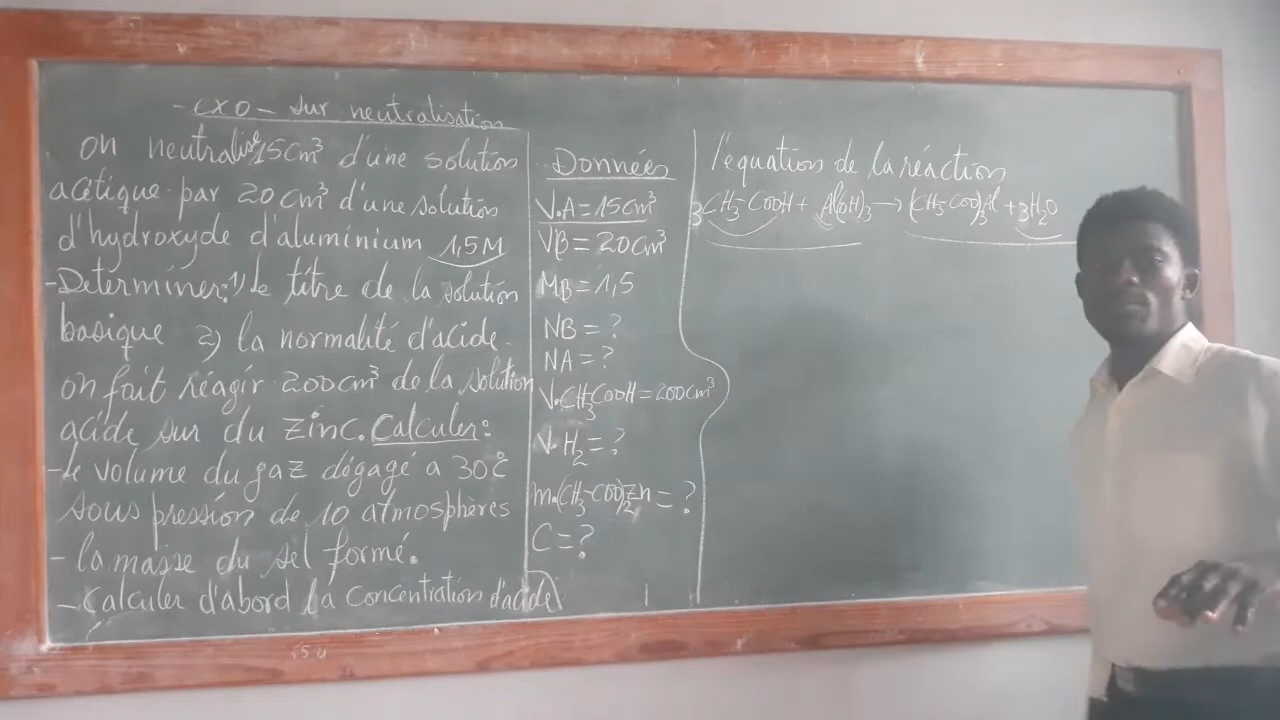 - exo - sur neutralisation
on neutralise 15cm³ d'une solution
acétique par 20cm³ d'une solution
d'hydroxyde d'aluminium 1,5M
- Déterminer: 1) le titre de la solution
basique 2) la normalité d'acide.
on fait réagir 200cm³ de la solution
acide sur du zinc. Calculer:
- le volume du gaz dégagé a 30°C
sous pression de 10 atmosphères
- la masse du sel formé.
- Calculer d'abord la concentration d'acide
Données
V.A = 15cm³
VB = 20cm³
MB = 1,5
NB = ?
NA = ?
V.CH₃COOH = 200cm³
V.H₂ = ?
m.(CH₃-COO)₂Zn = ?
C = ?
l'équation de la réaction
3CH₃-COOH + Al(OH)₃ → (CH₃COO)₃Al + 3H₂O